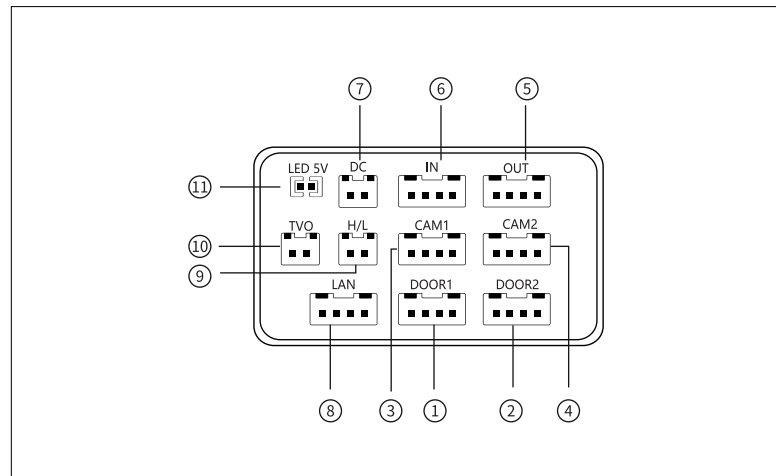 ⑦ ⑥ ⑤
LED 5V DC IN OUT
⑪
TVO H/L CAM1 CAM2
⑩
⑨
LAN DOOR1 DOOR2
⑧ ③ ① ② ④